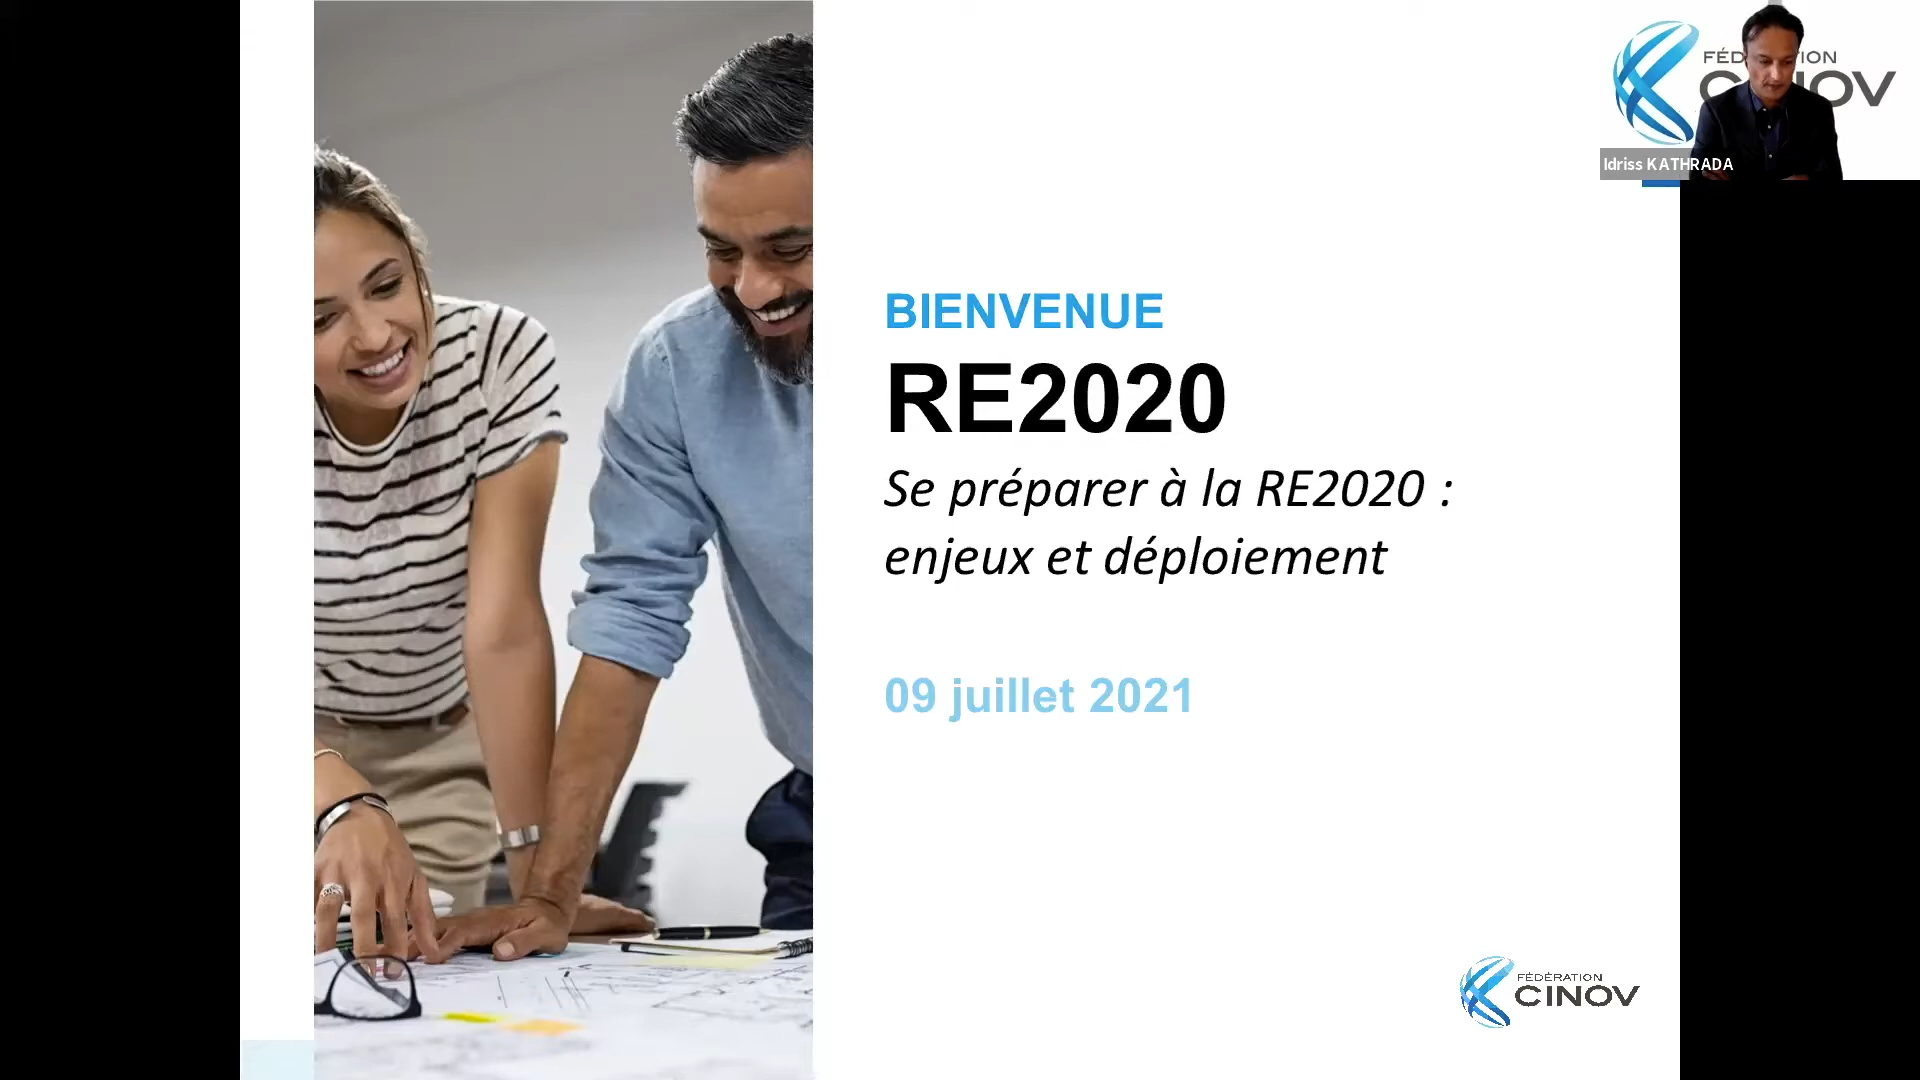 BIENVENUE
RE2020
Se préparer à la RE2020 :
enjeux et déploiement
09 juillet 2021
Idriss KATHRADA
FÉDÉRATION
CINOV